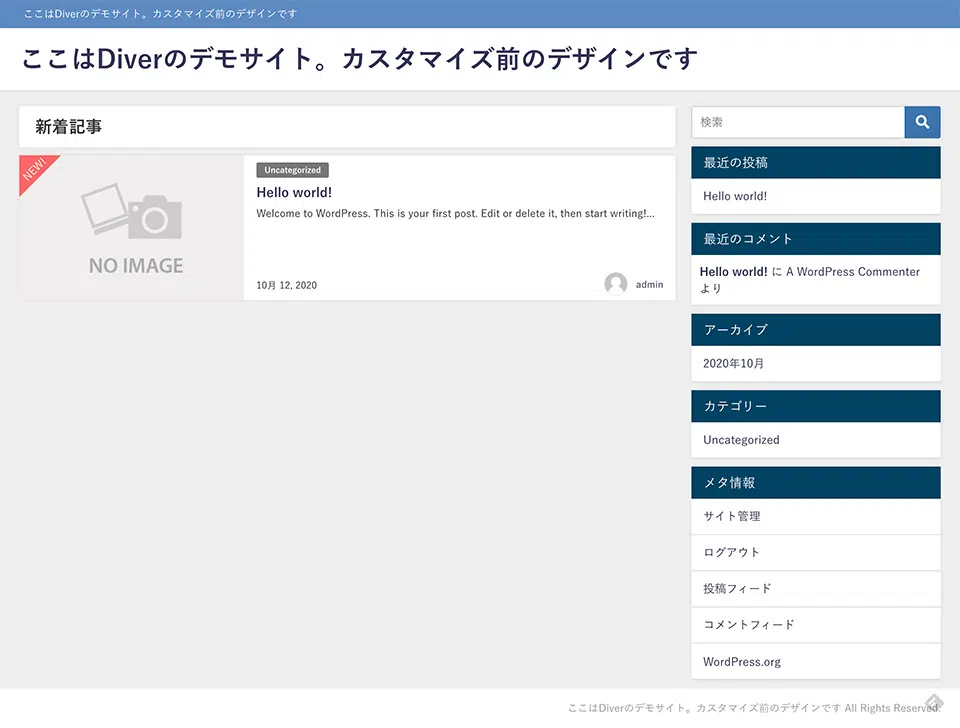 ここはDiverのデモサイト。カスタマイズ前のデザインです
ここはDiverのデモサイト。カスタマイズ前のデザインです
新着記事
NEW!
NO IMAGE
Uncategorized
Hello world!
Welcome to WordPress. This is your first post. Edit or delete it, then start writing!...
10月 12, 2020
admin
検索
最近の投稿
Hello world!
最近のコメント
Hello world! に A WordPress Commenter
より
アーカイブ
2020年10月
カテゴリー
Uncategorized
メタ情報
サイト管理
ログアウト
投稿フィード
コメントフィード
WordPress.org
ここはDiverのデモサイト。カスタマイズ前のデザインです All Rights Reserved.